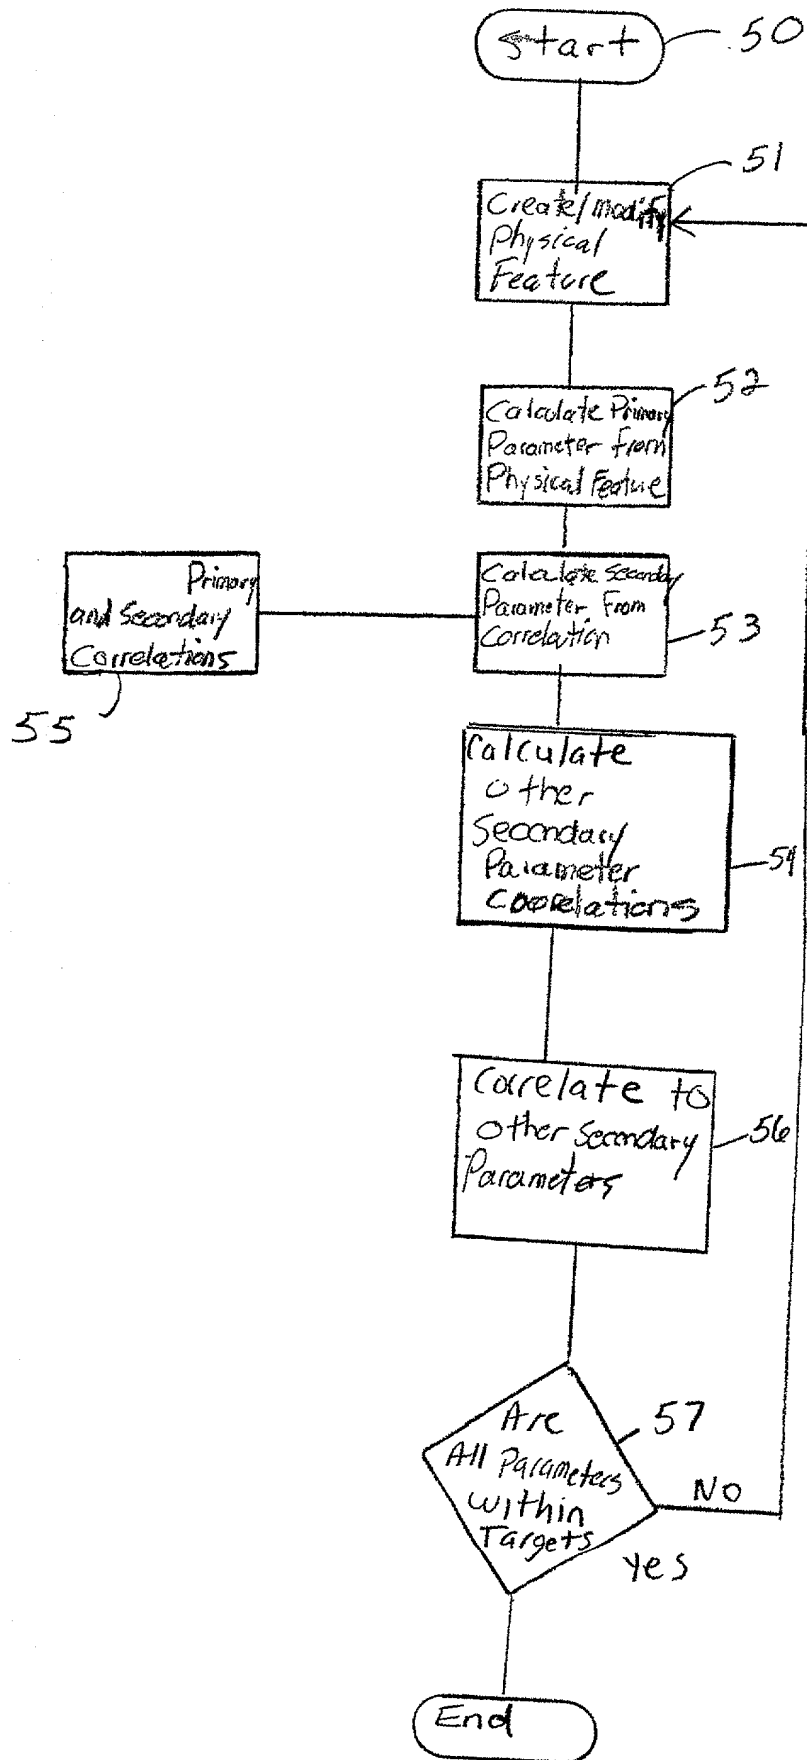 Start
50
51
Create/modify
Physical
Feature
52
Calculate Primary
Parameter From
Physical Feature
Primary
and Secondary
Correlations
55
Calculate Secondary
Parameter From
Correlation
53
Calculate
Other
Secondary
Parameter
Coorelations
54
Correlate to
Other Secondary
Parameters
56
Are
All Parameters
within
Targets
57
NO
Yes
End